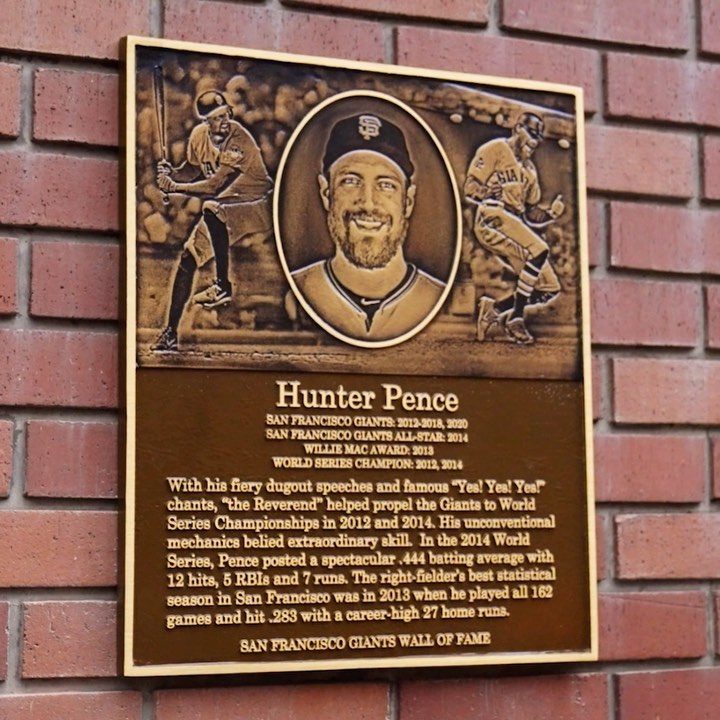 SF
GIANTS
Hunter Pence
SAN FRANCISCO GIANTS: 2012-2018, 2020
SAN FRANCISCO GIANTS ALL-STAR: 2014
WILLIE MAC AWARD: 2013
WORLD SERIES CHAMPION: 2012, 2014
With his fiery dugout speeches and famous “Yes! Yes! Yes!”
chants, “the Reverend” helped propel the Giants to World
Series Championships in 2012 and 2014. His unconventional
mechanics belied extraordinary skill. In the 2014 World
Series, Pence posted a spectacular .444 batting average with
12 hits, 5 RBIs and 7 runs. The right-fielder’s best statistical
season in San Francisco was in 2013 when he played all 162
games and hit .283 with a career-high 27 home runs.
SAN FRANCISCO GIANTS WALL OF FAME